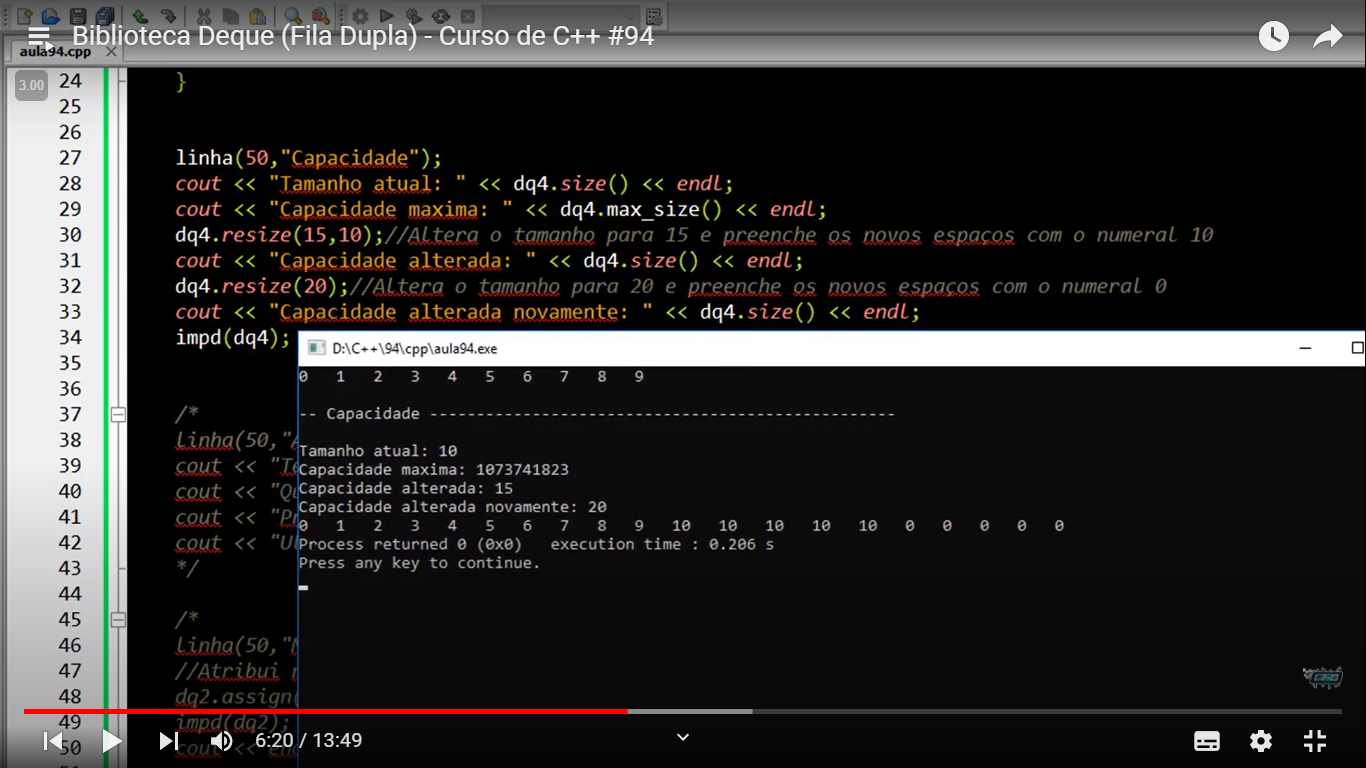 Biblioteca Deque (Fila Dupla) - Curso de C++ #94
aula94.cpp
3.00
24 }
25
26
27 linha(50,"Capacidade");
28 cout << "Tamanho atual: " << dq4.size() << endl;
29 cout << "Capacidade maxima: " << dq4.max_size() << endl;
30 dq4.resize(15,10);//Altera o tamanho para 15 e preenche os novos espaços com o numeral 10
31 cout << "Capacidade alterada: " << dq4.size() << endl;
32 dq4.resize(20);//Altera o tamanho para 20 e preenche os novos espaços com o numeral 0
33 cout << "Capacidade alterada novamente: " << dq4.size() << endl;
34 impd(dq4);
35
36
37 /*
38 linha(50,"
39 cout << "
40 cout << "
41 cout << "
42 cout << "
43 */
44
45 /*
46 linha(50,"
47 //Atribui
48 dq2.assign(
49 impd(dq2);
50 cout <<
D:\C++\94\cpp\aula94.exe
0 1 2 3 4 5 6 7 8 9
-- Capacidade --------------------------------------------------
Tamanho atual: 10
Capacidade maxima: 1073741823
Capacidade alterada: 15
Capacidade alterada novamente: 20
0 1 2 3 4 5 6 7 8 9 10 10 10 10 10 0 0 0 0 0
Process returned 0 (0x0) execution time : 0.206 s
Press any key to continue.
6:20 / 13:49